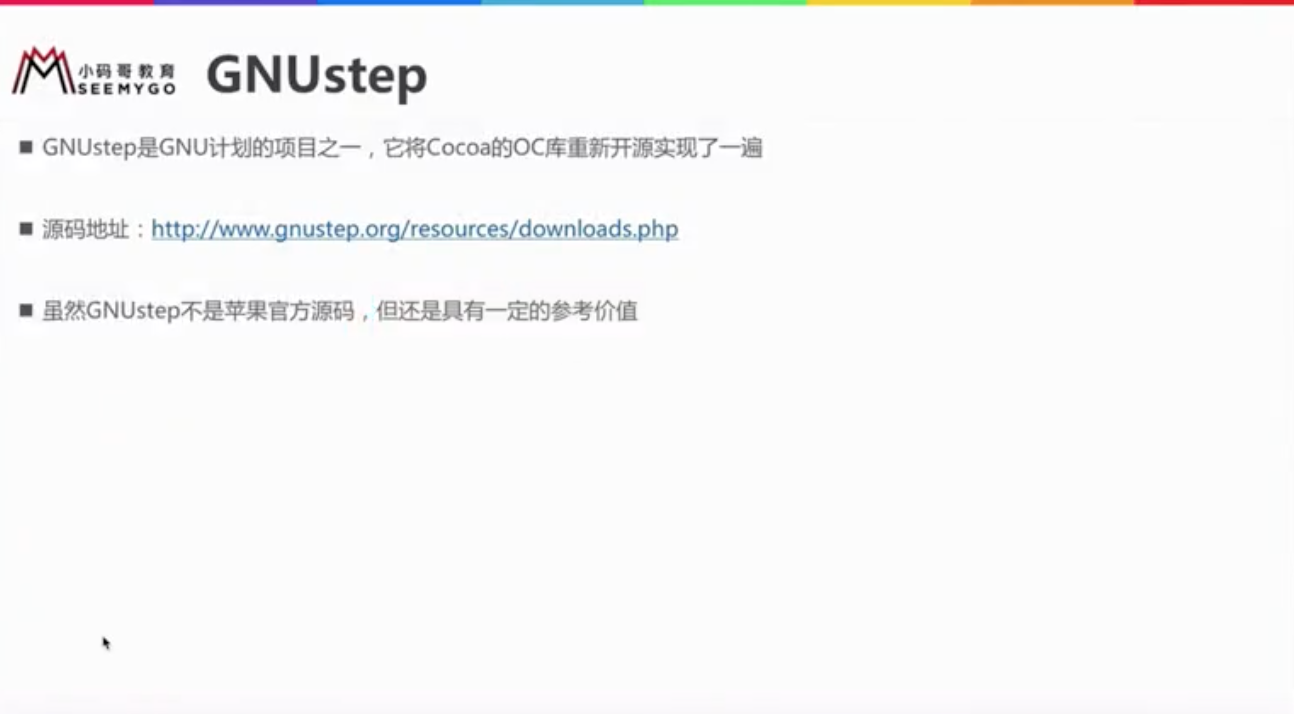 小码哥教育
SEEMYGO
GNUstep
GNUstep是GNU计划的项目之一，它将Cocoa的OC库重新开源实现了一遍
源码地址：http://www.gnustep.org/resources/downloads.php
虽然GNUstep不是苹果官方源码，但还是具有一定的参考价值